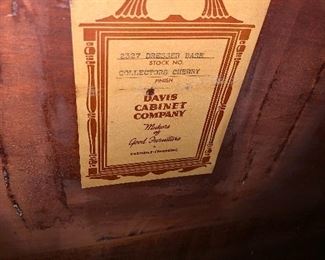 2327 DRESSER BASE
STOCK NO.
COLLECTORS CHERRY
FINISH
DAVIS
CABINET
COMPANY
Makers
of
Good Furniture